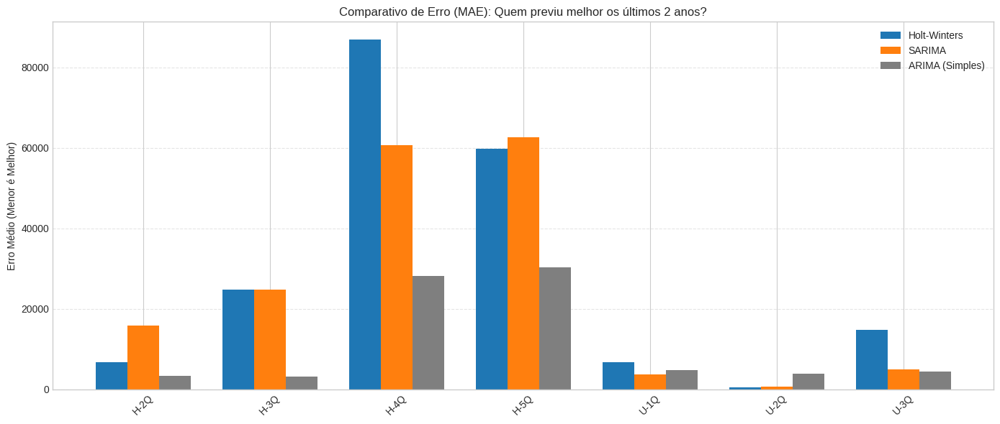 Comparativo de Erro (MAE): Quem previu melhor os últimos 2 anos?
Holt-Winters
SARIMA
ARIMA (Simples)
Erro Médio (Menor é Melhor)
80000
60000
40000
20000
0
H-2Q
H-3Q
H-4Q
H-5Q
U-1Q
U-2Q
U-3Q